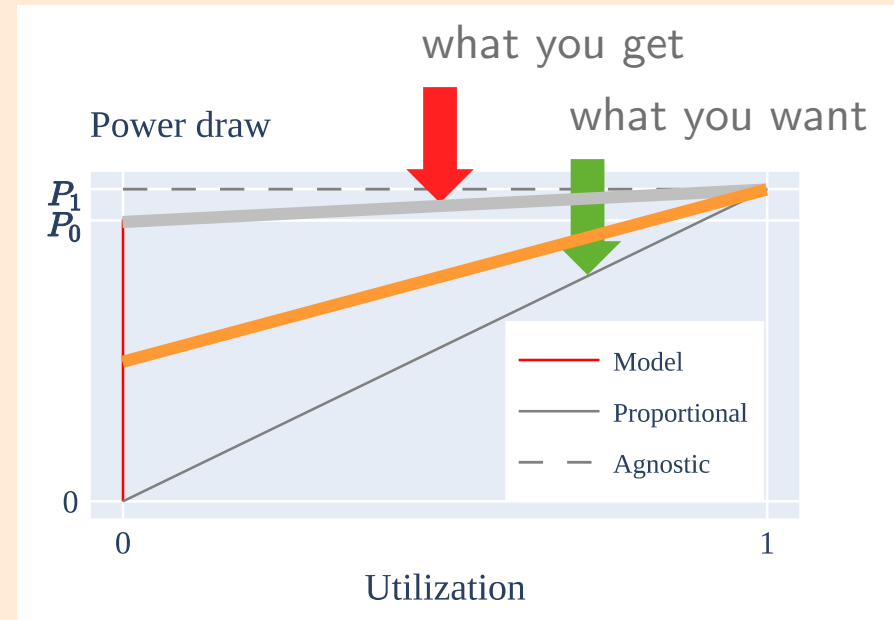 what you get
what you want
Power draw
P1
P0
Model
Proportional
Agnostic
0
0
1
Utilization